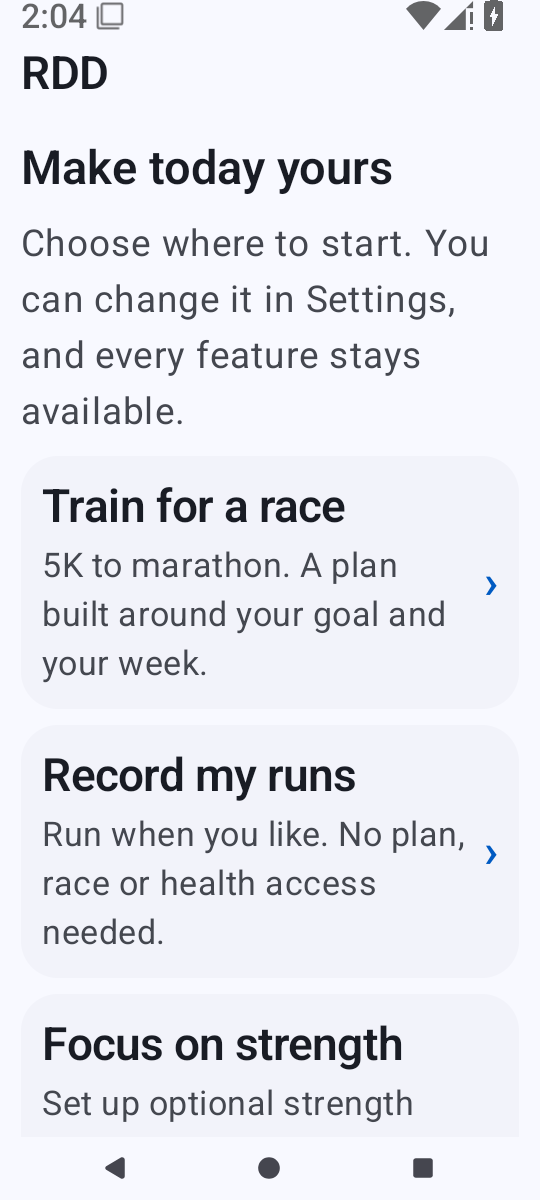 2:04
RDD
Make today yours
Choose where to start. You
can change it in Settings,
and every feature stays
available.
Train for a race
5K to marathon. A plan
built around your goal and
your week.
Record my runs
Run when you like. No plan,
race or health access
needed.
Focus on strength
Set up optional strength